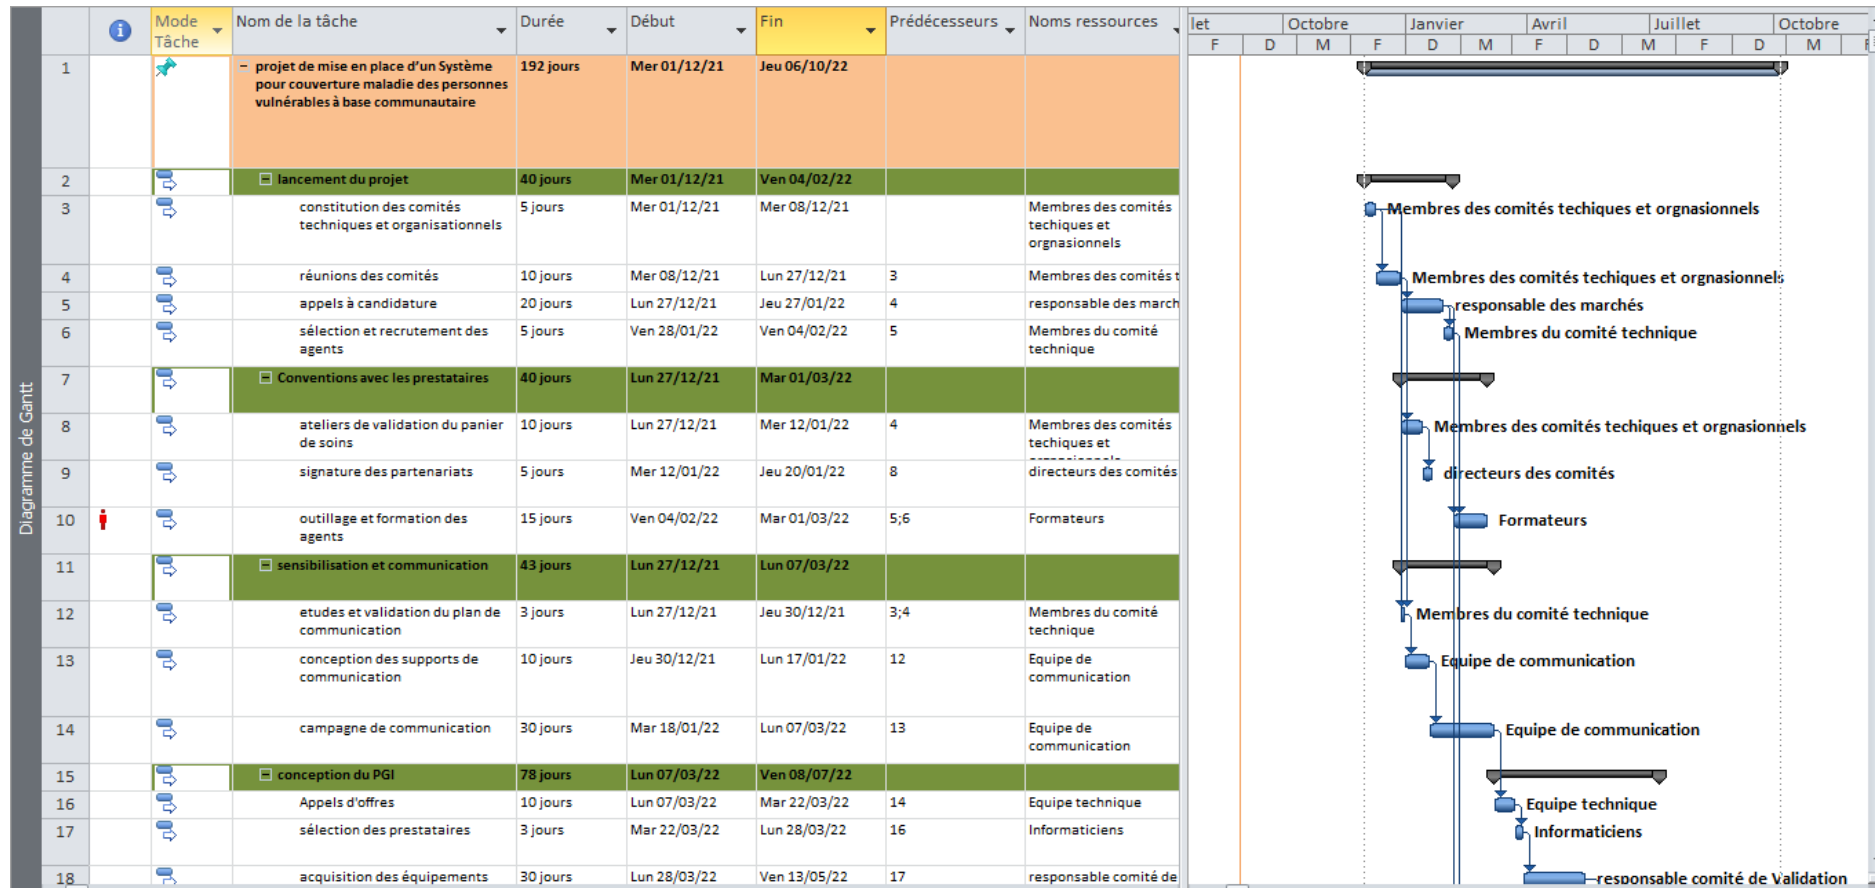 Mode Tâche
Nom de la tâche
Durée
Début
Fin
Prédécesseurs
Noms ressources
let
Octobre
Janvier
Avril
Juillet
Octobre
F D M F D M F D M F D M F
Diagramme de Gantt
1
projet de mise en place d'un Système
pour couverture maladie des personnes
vulnérables à base communautaire
192 jours
Mer 01/12/21
Jeu 06/10/22
2
lancement du projet
40 jours
Mer 01/12/21
Ven 04/02/22
3
constitution des comités
techniques et organisationnels
5 jours
Mer 01/12/21
Mer 08/12/21
Membres des comités
techiques et
orgnasionnels
Membres des comités techiques et orgnasionnels
4
réunions des comités
10 jours
Mer 08/12/21
Lun 27/12/21
3
Membres des comités t
Membres des comités techiques et orgnasionnels
5
appels à candidature
20 jours
Lun 27/12/21
Jeu 27/01/22
4
responsable des march
responsable des marchés
6
sélection et recrutement des
agents
5 jours
Ven 28/01/22
Ven 04/02/22
5
Membres du comité
technique
Membres du comité technique
7
Conventions avec les prestataires
40 jours
Lun 27/12/21
Mar 01/03/22
8
ateliers de validation du panier
de soins
10 jours
Lun 27/12/21
Mer 12/01/22
4
Membres des comités
techiques et
Membres des comités techiques et orgnasionnels
9
signature des partenariats
5 jours
Mer 12/01/22
Jeu 20/01/22
8
directeurs des comités
directeurs des comités
10
outillage et formation des
agents
15 jours
Ven 04/02/22
Mar 01/03/22
5;6
Formateurs
Formateurs
11
sensibilisation et communication
43 jours
Lun 27/12/21
Lun 07/03/22
12
etudes et validation du plan de
communication
3 jours
Lun 27/12/21
Jeu 30/12/21
3;4
Membres du comité
technique
Membres du comité technique
13
conception des supports de
communication
10 jours
Jeu 30/12/21
Lun 17/01/22
12
Equipe de
communication
Equipe de communication
14
campagne de communication
30 jours
Mar 18/01/22
Lun 07/03/22
13
Equipe de
communication
Equipe de communication
15
conception du PGI
78 jours
Lun 07/03/22
Ven 08/07/22
16
Appels d'offres
10 jours
Lun 07/03/22
Mar 22/03/22
14
Equipe technique
Equipe technique
17
sélection des prestataires
3 jours
Mar 22/03/22
Lun 28/03/22
16
Informaticiens
Informaticiens
18
acquisition des équipements
30 jours
Lun 28/03/22
Ven 13/05/22
17
responsable comité de
responsable comité de Validation